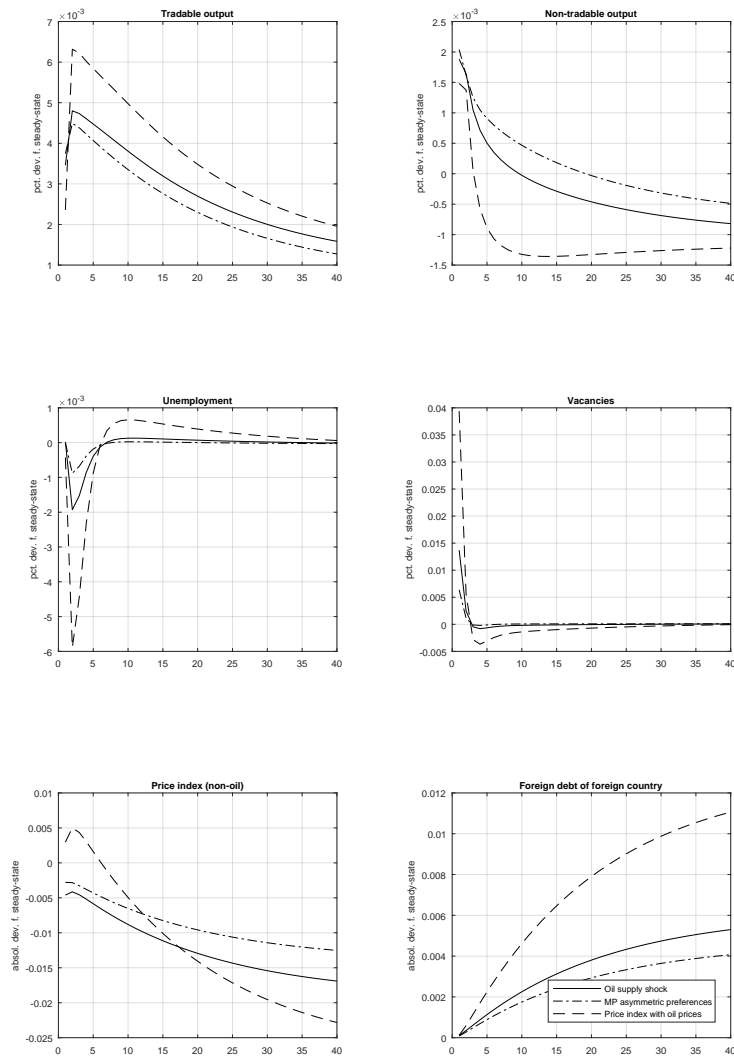 Tradable output
×10⁻³
7
6
5
4
3
2
1
pct. dev. f. steady-state
0 5 10 15 20 25 30 35 40
Non-tradable output
×10⁻³
2.5
2
1.5
1
0.5
0
-0.5
-1
-1.5
pct. dev. f. steady-state
0 5 10 15 20 25 30 35 40
Unemployment
×10⁻³
1
0
-1
-2
-3
-4
-5
-6
pct. dev. f. steady-state
0 5 10 15 20 25 30 35 40
Vacancies
0.04
0.035
0.03
0.025
0.02
0.015
0.01
0.005
0
-0.005
pct. dev. f. steady-state
0 5 10 15 20 25 30 35 40
Price index (non-oil)
0.01
0.005
0
-0.005
-0.01
-0.015
-0.02
-0.025
absol. dev. f. steady-state
0 5 10 15 20 25 30 35 40
Foreign debt of foreign country
0.012
0.01
0.008
0.006
0.004
0.002
0
absol. dev. f. steady-state
0 5 10 15 20 25 30 35 40
Oil supply shock
MP asymmetric preferences
Price index with oil prices